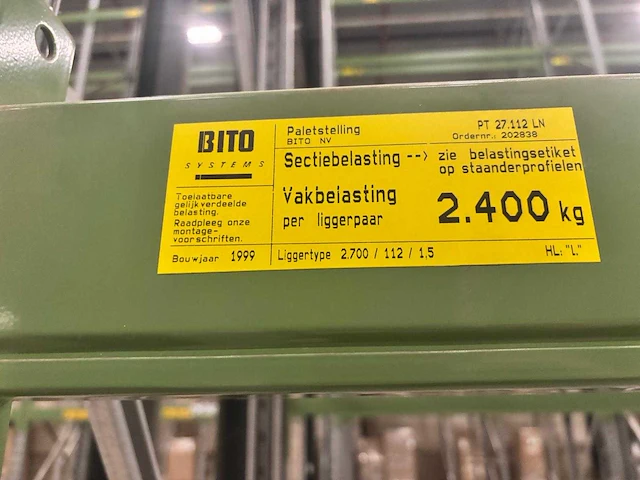 BITO
SYSTEMS
Toelaatbare
gelijkverdeelde
belasting.
Raadpleeg onze
montage-
voorschriften.
Bouwjaar 1999
Paletstelling
BITO NV
PT 27.112 LN
Ordernr.: 202838
Sectiebelasting --> zie belastingsetiket
op staanderprofielen
Vakbelasting
per liggerpaar
2.400 kg
Liggertype 2.700 / 112 / 1,5
HL: "L"